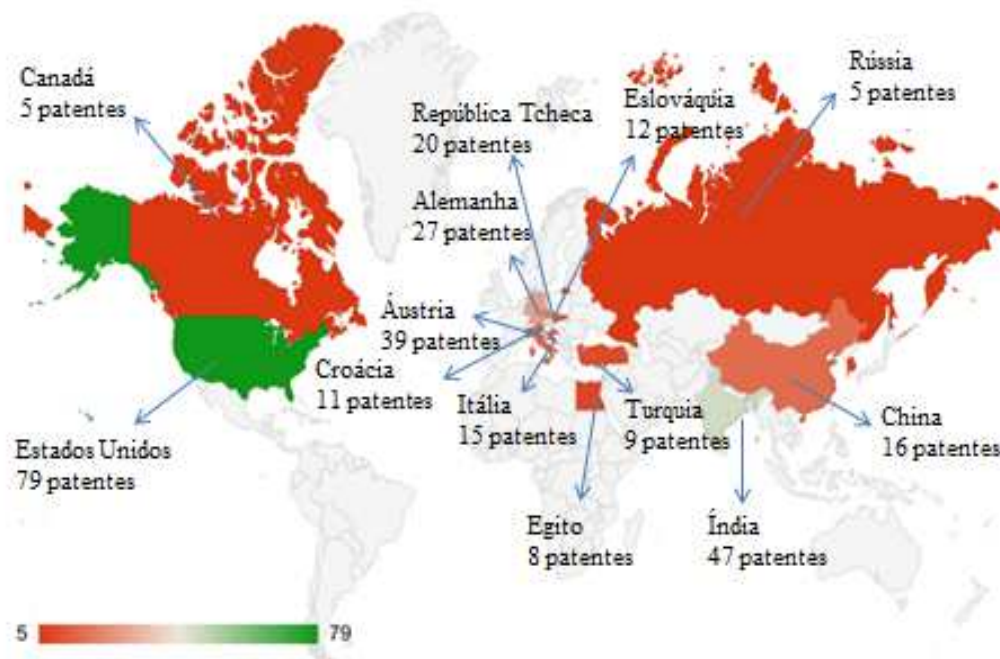 Canadá
5 patentes
República Tcheca
20 patentes
Eslováquia
12 patentes
Rússia
5 patentes
Alemanha
27 patentes
Áustria
39 patentes
Croácia
11 patentes
Itália
15 patentes
Turquia
9 patentes
China
16 patentes
Estados Unidos
79 patentes
Egito
8 patentes
Índia
47 patentes
5
79